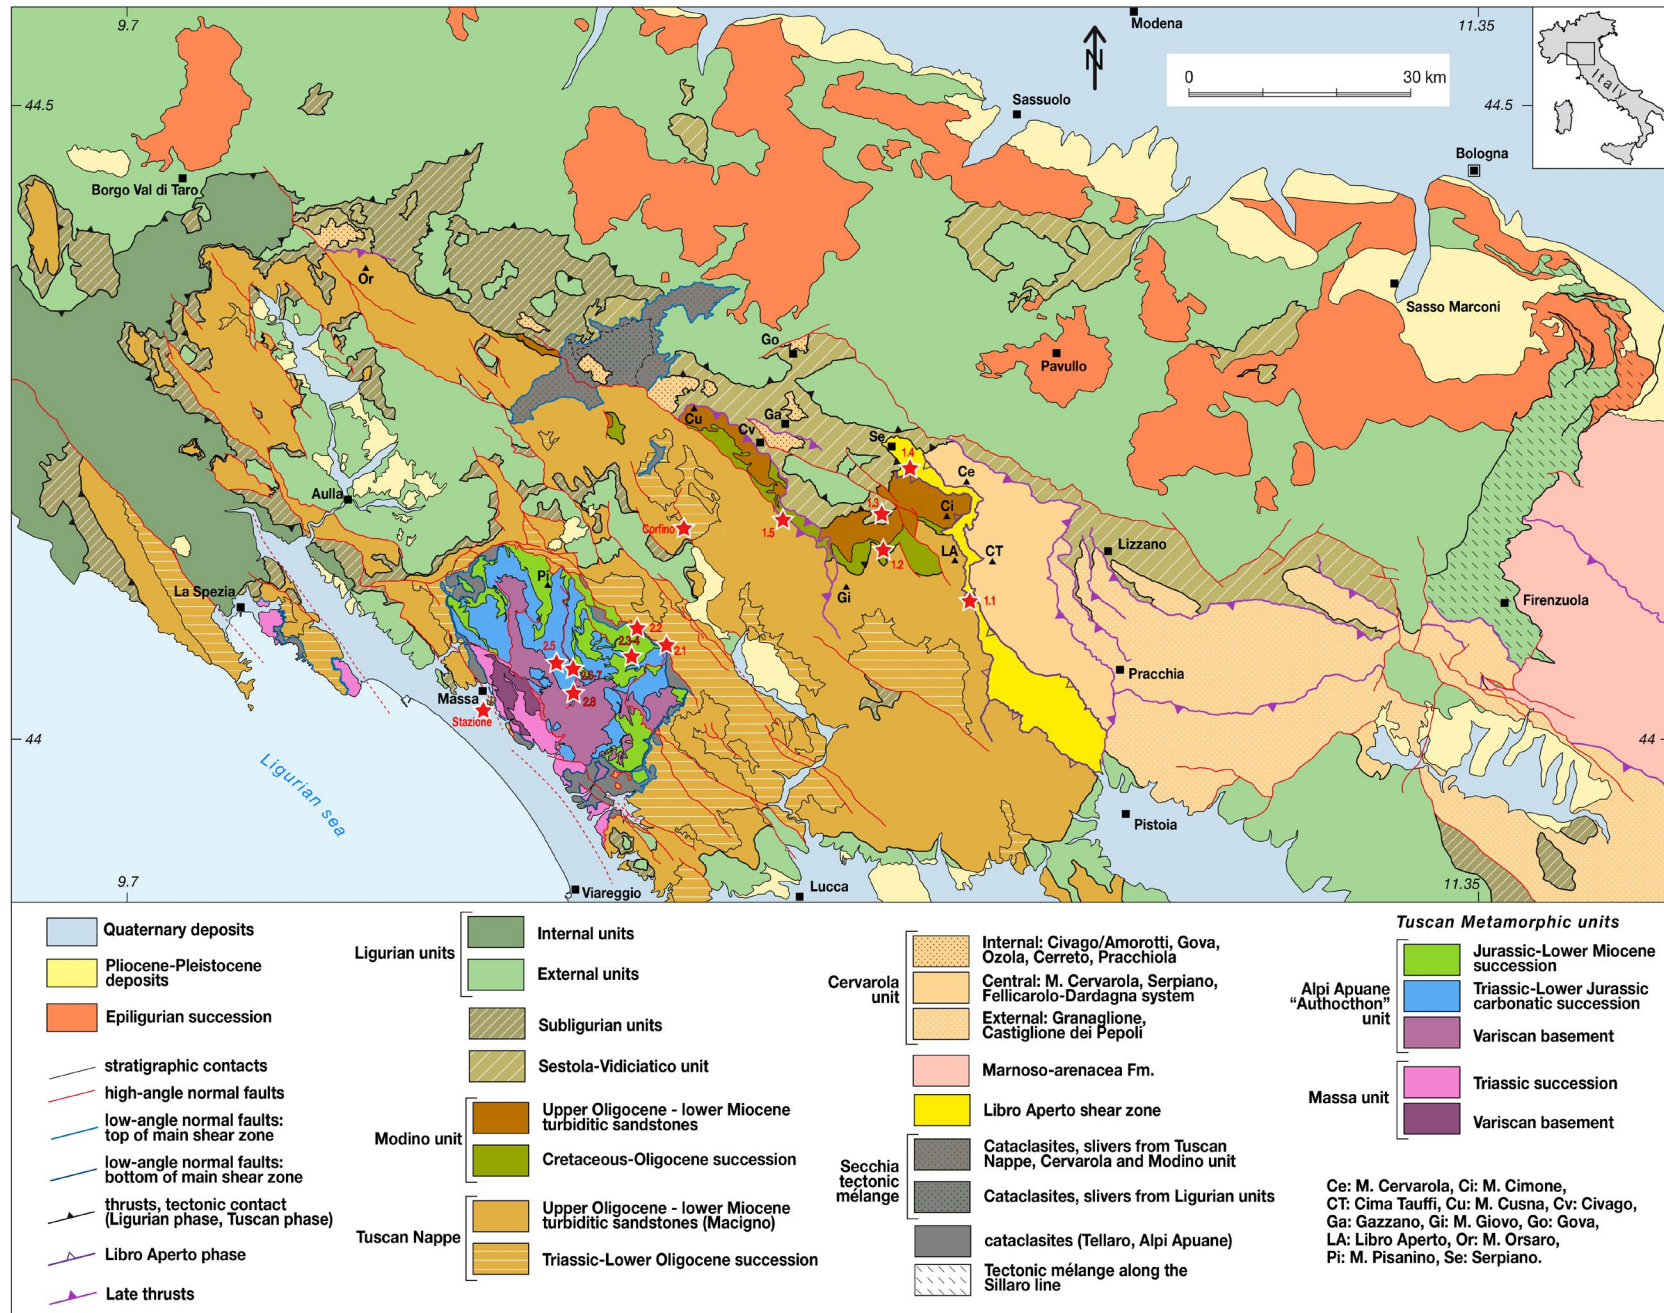 9.7
Modena
11.35
N
0
30 km
Italy
44.5
Sassuolo
44.5
Bologna
Borgo Val di Taro
Or
Sasso Marconi
Go
Pavullo
Cu
Ga
Cv
Se
1.4
Ce
Aulla
1.3
Ci
Corfino
1.5
LA
CT
Lizzano
1.2
Pi
La Spezia
Gi
1.1
Firenzuola
2.2
2.3-4
2.1
2.5
Pracchia
Massa
2.8
Stazione
44
44
Ligurian sea
Pistoia
9.7
Viareggio
Lucca
11.35
Quaternary deposits
Pliocene-Pleistocene
deposits
Epiligurian succession
stratigraphic contacts
high-angle normal faults
low-angle normal faults:
top of main shear zone
low-angle normal faults:
bottom of main shear zone
thrusts, tectonic contact
(Ligurian phase, Tuscan phase)
Libro Aperto phase
Late thrusts
Ligurian units
Internal units
External units
Subligurian units
Sestola-Vidiciatico unit
Modino unit
Upper Oligocene - lower Miocene
turbiditic sandstones
Cretaceous-Oligocene succession
Tuscan Nappe
Upper Oligocene - lower Miocene
turbiditic sandstones (Macigno)
Triassic-Lower Oligocene succession
Cervarola
unit
Internal: Civago/Amorotti, Gova,
Ozola, Cerreto, Pracchiola
Central: M. Cervarola, Serpiano,
Fellicarolo-Dardagna system
External: Granaglione,
Castiglione dei Pepoli
Marnoso-arenacea Fm.
Libro Aperto shear zone
Secchia
tectonic
mélange
Cataclasites, slivers from Tuscan
Nappe, Cervarola and Modino unit
Cataclasites, slivers from Ligurian units
cataclasites (Tellaro, Alpi Apuane)
Tectonic mélange along the
Sillaro line
Tuscan Metamorphic units
Alpi Apuane
“Authocthon”
unit
Jurassic-Lower Miocene
succession
Triassic-Lower Jurassic
carbonatic succession
Variscan basement
Massa unit
Triassic succession
Variscan basement
Ce: M. Cervarola, Ci: M. Cimone,
CT: Cima Tauffi, Cu: M. Cusna, Cv: Civago,
Ga: Gazzano, Gi: M. Giovo, Go: Gova,
LA: Libro Aperto, Or: M. Orsaro,
Pi: M. Pisanino, Se: Serpiano.